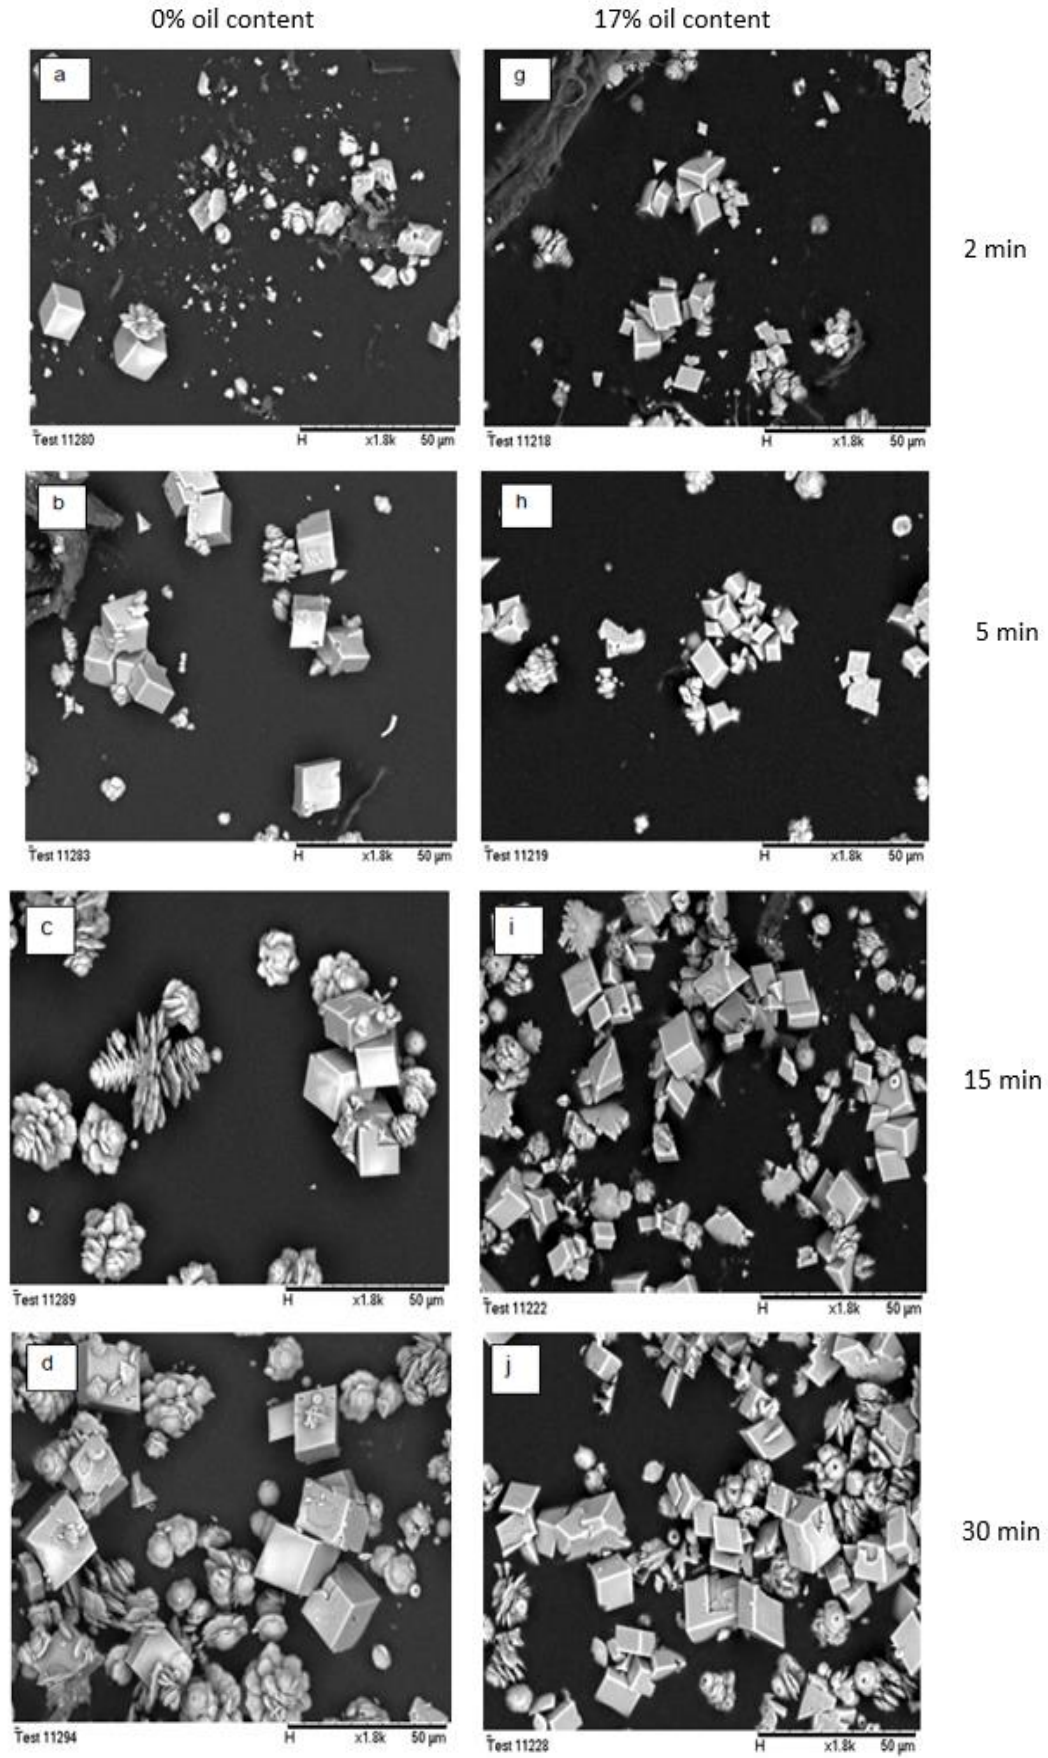 0% oil content 17% oil content
a g
2 min
Test 11280 H x1.8k 50 µm Test 11218 H x1.8k 50 µm
b h
5 min
Test 11283 H x1.8k 50 µm Test 11219 H x1.8k 50 µm
c i
15 min
Test 11289 H x1.8k 50 µm Test 11222 H x1.8k 50 µm
d j
30 min
Test 11294 H x1.8k 50 µm Test 11228 H x1.8k 50 µm